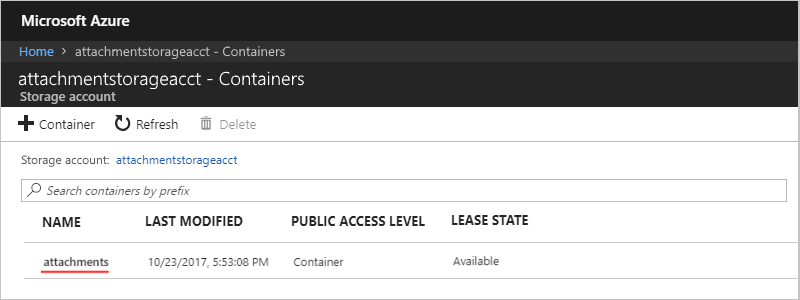 Microsoft Azure
Home > attachmentstorageacct - Containers
attachmentstorageacct - Containers
Storage account
Container Refresh Delete
Storage account: attachmentstorageacct
Search containers by prefix
NAME LAST MODIFIED PUBLIC ACCESS LEVEL LEASE STATE
attachments 10/23/2017, 5:53:08 PM Container Available